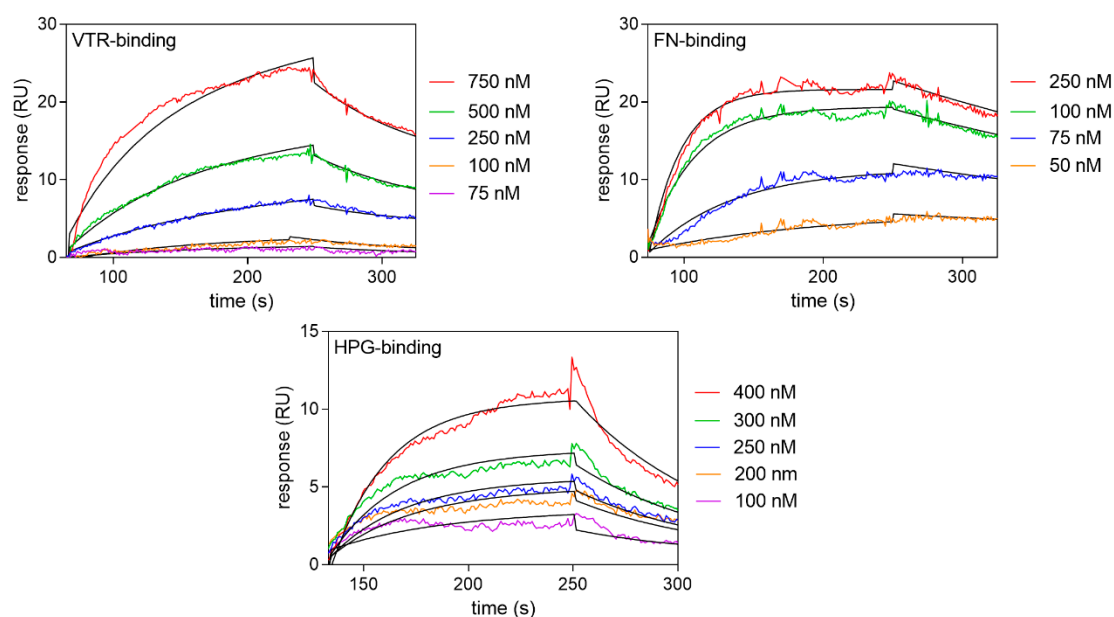 VTR-binding
response (RU)
30
20
10
0
100
200
300
time (s)
750 nM
500 nM
250 nM
100 nM
75 nM
FN-binding
response (RU)
30
20
10
0
100
200
300
time (s)
250 nM
100 nM
75 nM
50 nM
HPG-binding
response (RU)
15
10
5
0
150
200
250
300
time (s)
400 nM
300 nM
250 nM
200 nm
100 nM